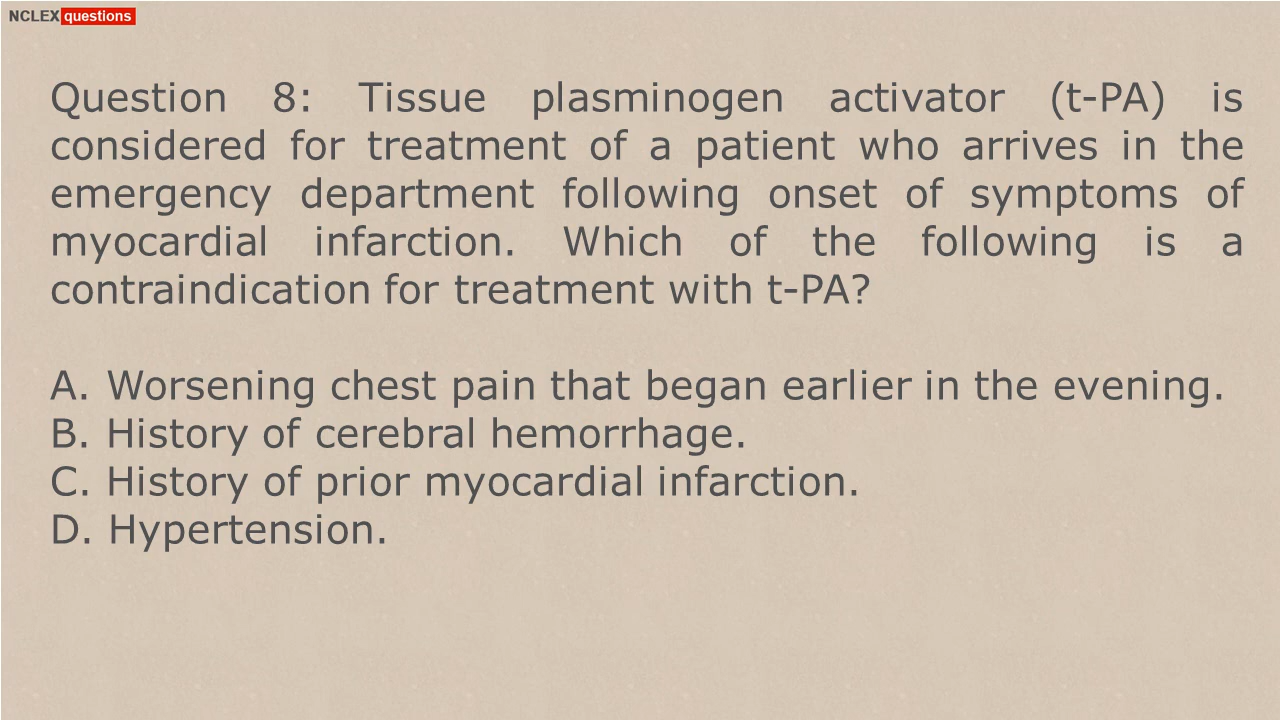 NCLEX questions
Question 8: Tissue plasminogen activator (t-PA) is
considered for treatment of a patient who arrives in the
emergency department following onset of symptoms of
myocardial infarction. Which of the following is a
contraindication for treatment with t-PA?
A. Worsening chest pain that began earlier in the evening.
B. History of cerebral hemorrhage.
C. History of prior myocardial infarction.
D. Hypertension.